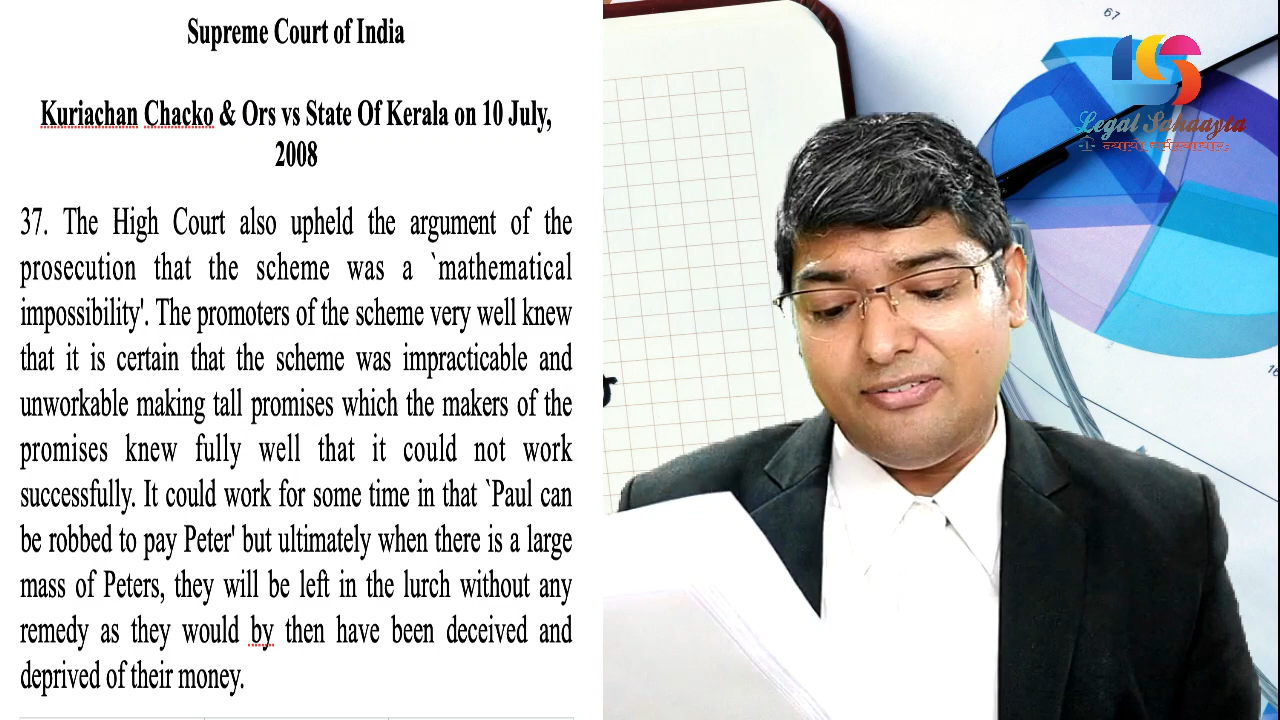 Supreme Court of India
Kuriachan Chacko & Ors vs State Of Kerala on 10 July,
2008
37. The High Court also upheld the argument of the
prosecution that the scheme was a `mathematical
impossibility'. The promoters of the scheme very well knew
that it is certain that the scheme was impracticable and
unworkable making tall promises which the makers of the
promises knew fully well that it could not work
successfully. It could work for some time in that `Paul can
be robbed to pay Peter' but ultimately when there is a large
mass of Peters, they will be left in the lurch without any
remedy as they would by then have been deceived and
deprived of their money.
67
Legal Sahaayta